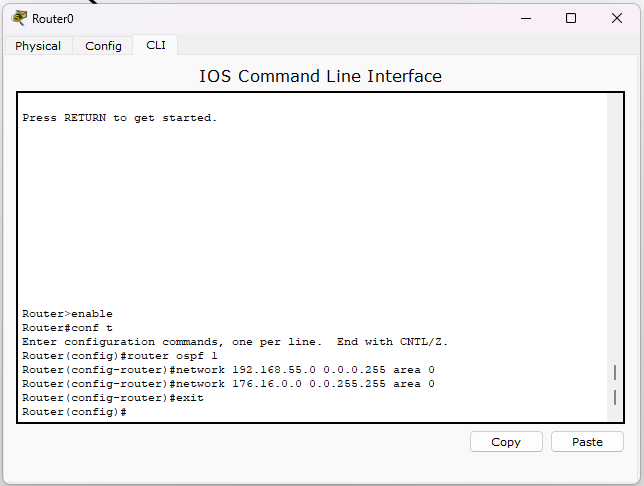 Router0
Physical Config CLI
IOS Command Line Interface
Press RETURN to get started.
Router>enable
Router#conf t
Enter configuration commands, one per line.  End with CNTL/Z.
Router(config)#router ospf 1
Router(config-router)#network 192.168.55.0 0.0.0.255 area 0
Router(config-router)#network 176.16.0.0 0.0.255.255 area 0
Router(config-router)#exit
Router(config)#
Copy Paste